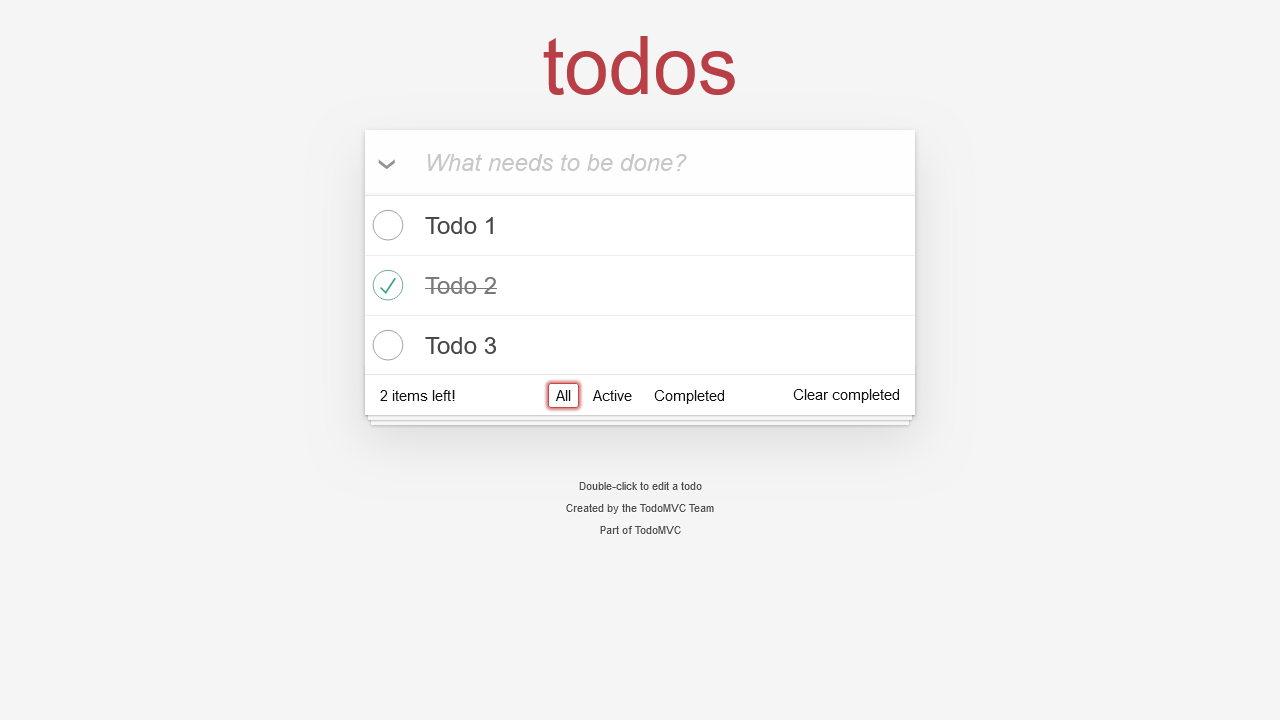 todos
What needs to be done?
Todo 1
Todo 2
Todo 3
2 items left! All Active Completed Clear completed
Double-click to edit a todo
Created by the TodoMVC Team
Part of TodoMVC